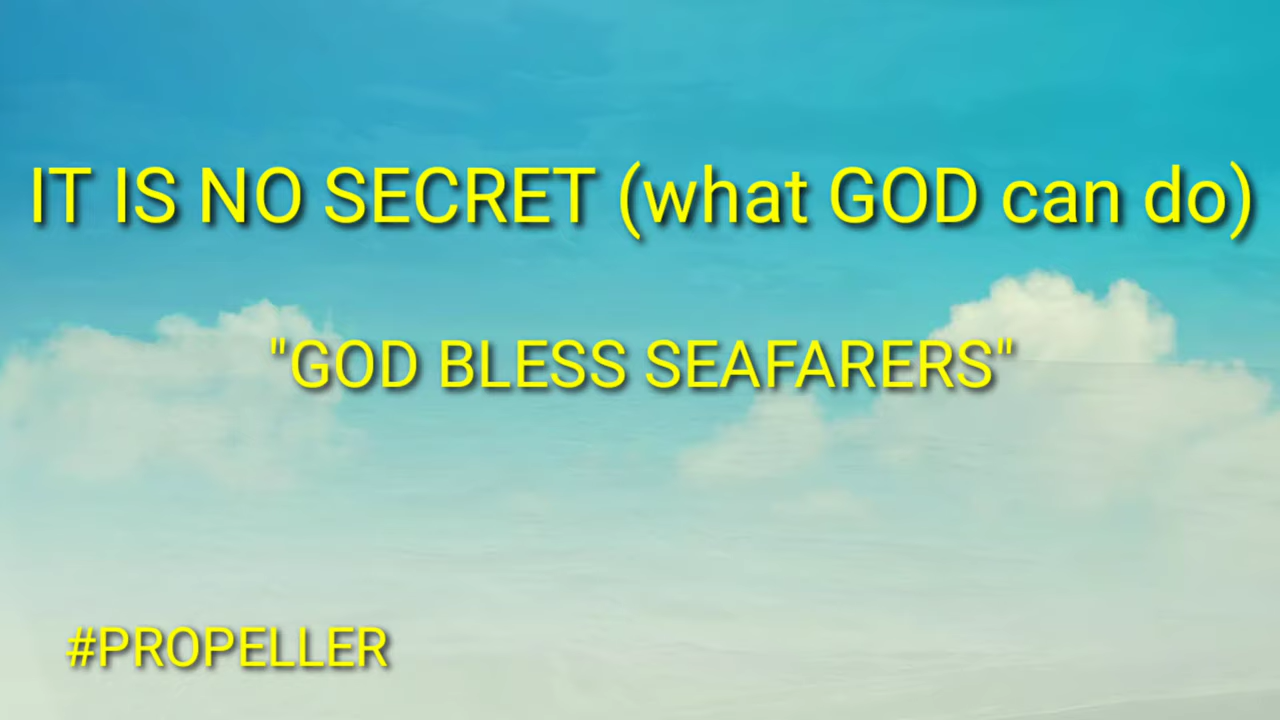 IT IS NO SECRET (what GOD can do)
"GOD BLESS SEAFARERS"
#PROPELLER